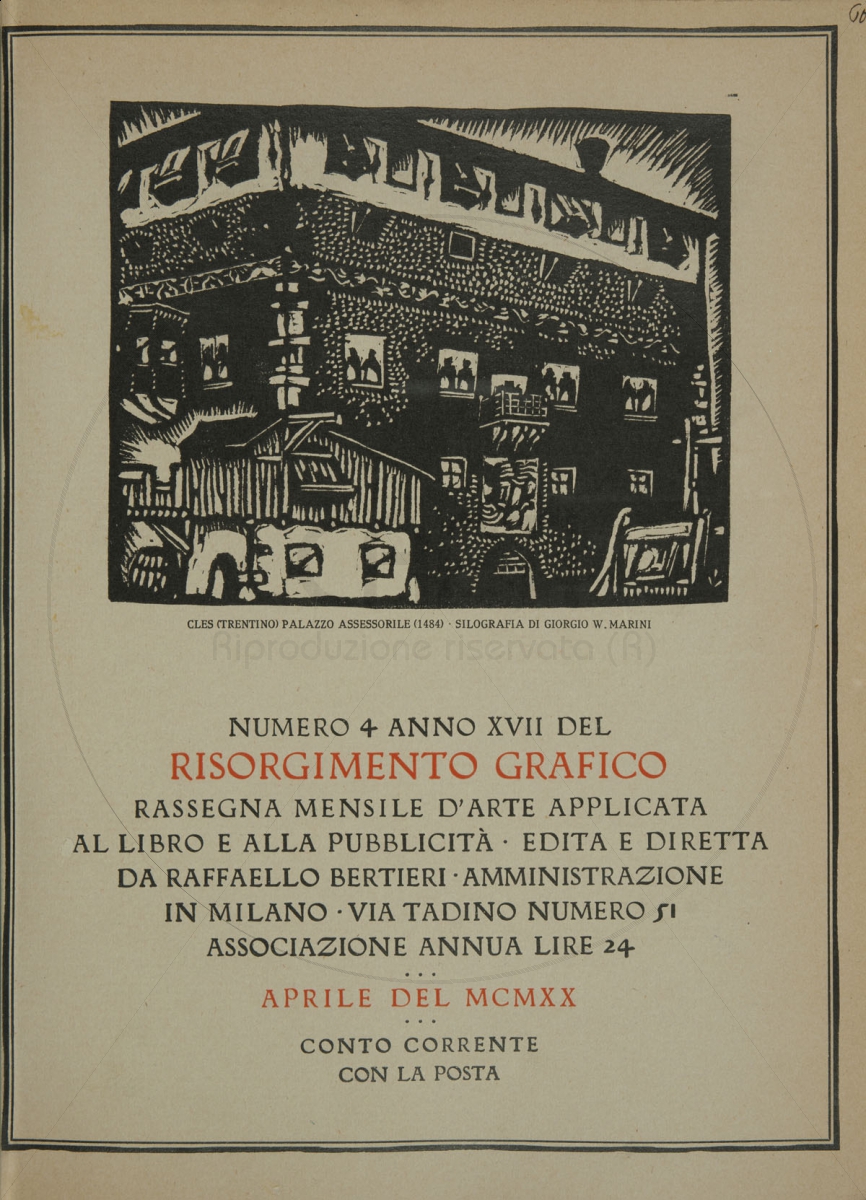 CLES (TRENTINO) PALAZZO ASSESSORILE (1484) · SILOGRAFIA DI GIORGIO W. MARINI
Riproduzione riservata (R)
NUMERO 4 ANNO XVII DEL
RISORGIMENTO GRAFICO
RASSEGNA MENSILE D'ARTE APPLICATA
AL LIBRO E ALLA PUBBLICITÀ · EDITA E DIRETTA
DA RAFFAELLO BERTIERI · AMMINISTRAZIONE
IN MILANO · VIA TADINO NUMERO 51
ASSOCIAZIONE ANNUA LIRE 24
...
APRILE DEL MCMXX
...
CONTO CORRENTE
CON LA POSTA